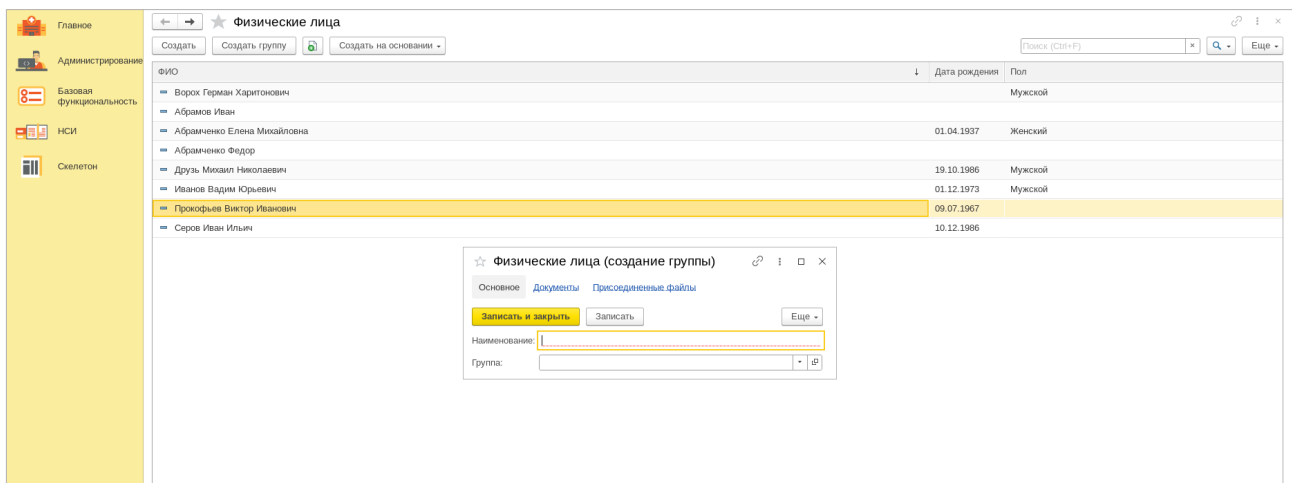 Главное
Администрирование
Базовая
функциональность
НСИ
Скелетон
Физические лица
Создать Создать группу Создать на основании Поиск (Ctrl+F) × Еще
ФИО ↓ Дата рождения Пол
Ворох Герман Харитонович Мужской
Абрамов Иван
Абрамченко Елена Михайловна 01.04.1937 Женский
Абрамченко Федор
Друзь Михаил Николаевич 19.10.1986 Мужской
Иванов Вадим Юрьевич 01.12.1973 Мужской
Прокофьев Виктор Иванович 09.07.1967
Серов Иван Ильич 10.12.1986
Физические лица (создание группы)
Основное Документы Присоединенные файлы
Записать и закрыть Записать Еще
Наименование:
Группа: